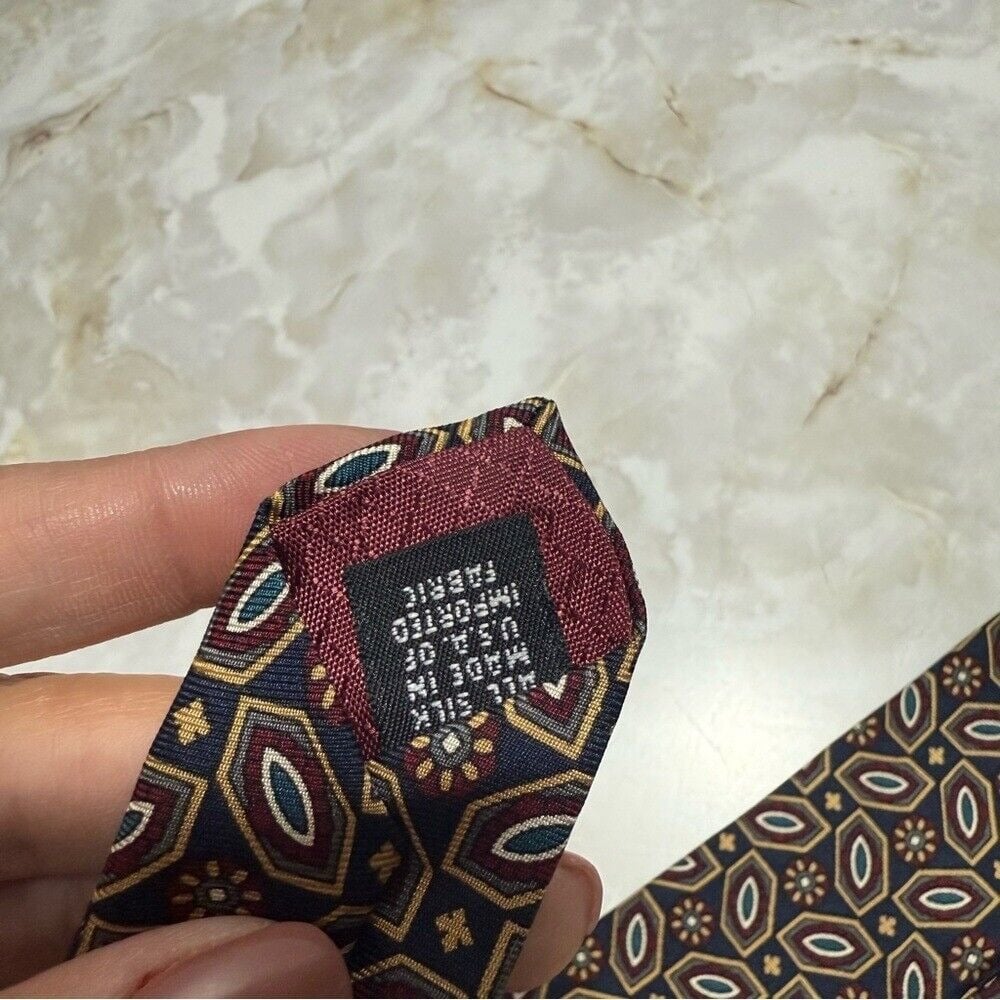 ALL SILK
MADE IN
U.S.A. OF
IMPORTED
FABRIC